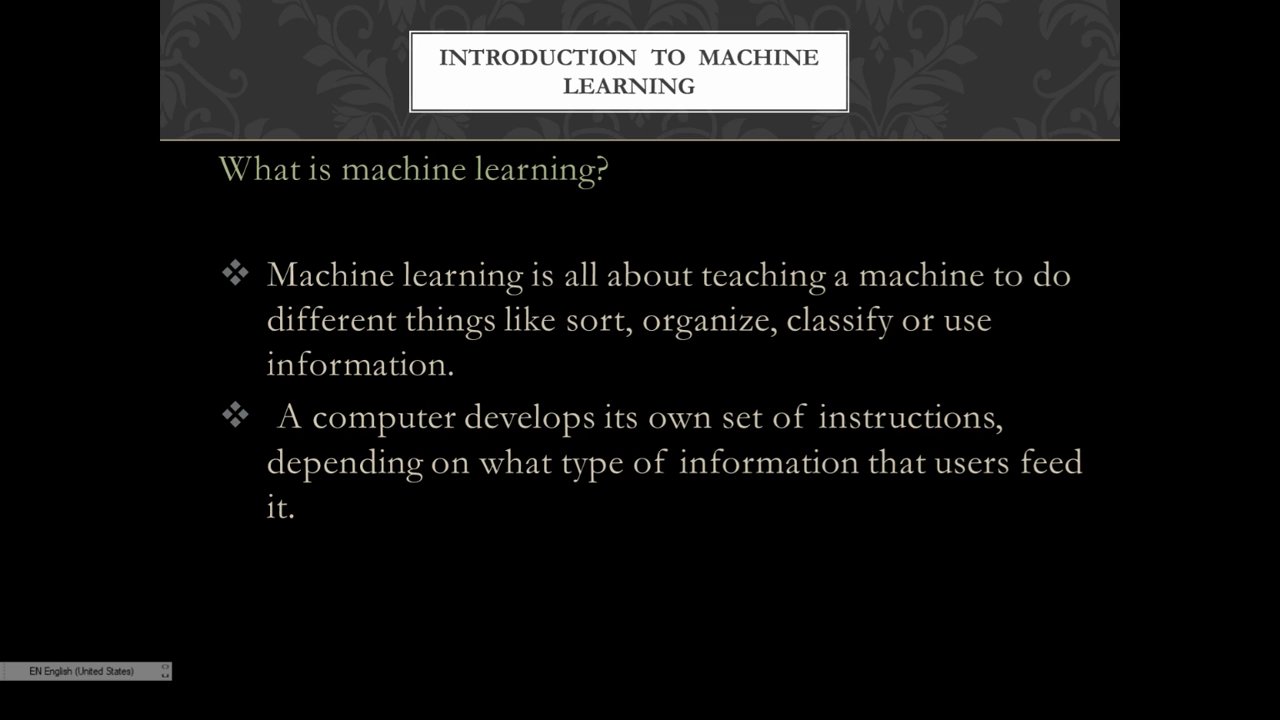 INTRODUCTION TO MACHINE
LEARNING
What is machine learning?
❖ Machine learning is all about teaching a machine to do
different things like sort, organize, classify or use
information.
❖ A computer develops its own set of instructions,
depending on what type of information that users feed
it.
EN English (United States)